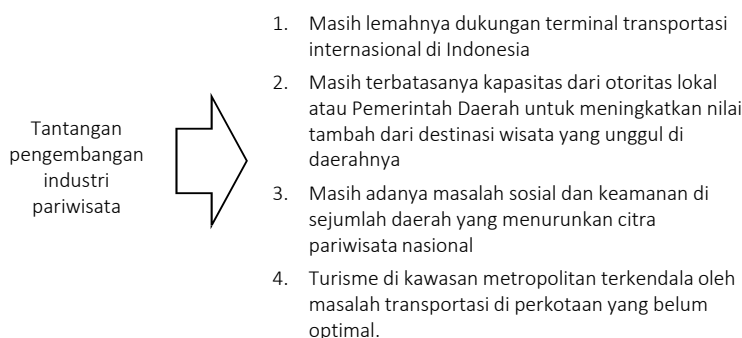 Tantangan
pengembangan
industri
pariwisata
1. Masih lemahnya dukungan terminal transportasi
internasional di Indonesia
2. Masih terbatasanya kapasitas dari otoritas lokal
atau Pemerintah Daerah untuk meningkatkan nilai
tambah dari destinasi wisata yang unggul di
daerahnya
3. Masih adanya masalah sosial dan keamanan di
sejumlah daerah yang menurunkan citra
pariwisata nasional
4. Turisme di kawasan metropolitan terkendala oleh
masalah transportasi di perkotaan yang belum
optimal.